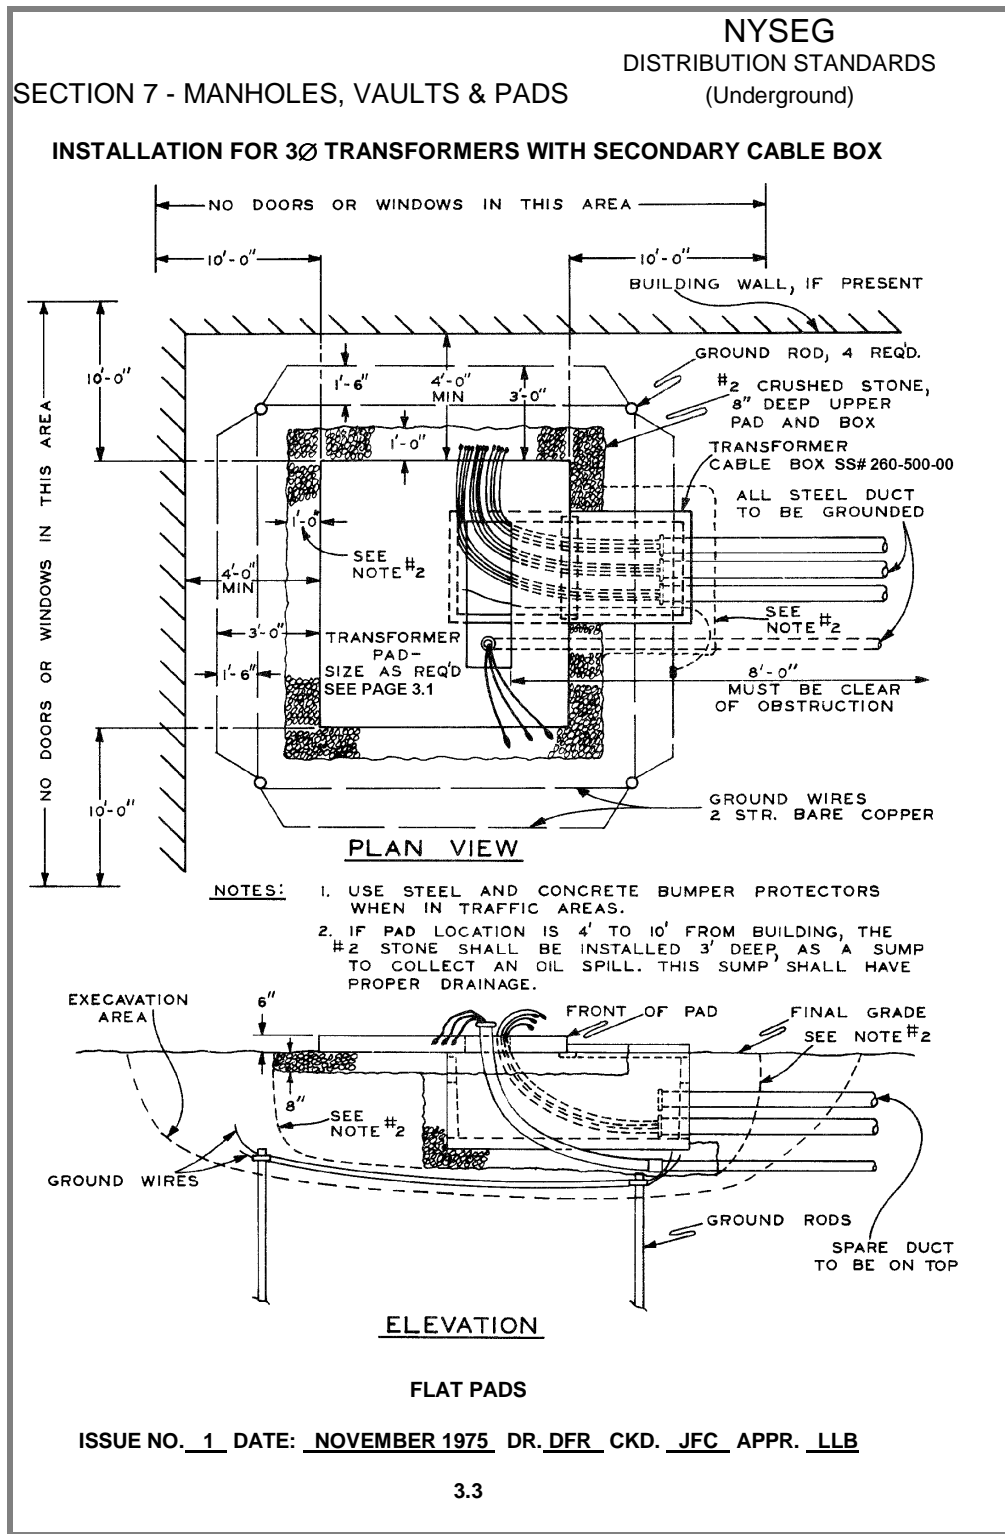 NYSEG
DISTRIBUTION STANDARDS
SECTION 7 - MANHOLES, VAULTS & PADS
(Underground)
INSTALLATION FOR 3Ø TRANSFORMERS WITH SECONDARY CABLE BOX
NO DOORS OR WINDOWS IN THIS AREA
10'-0"
10'-0"
BUILDING WALL, IF PRESENT
NO DOORS OR WINDOWS IN THIS AREA
10'-0"
1'-6"
4'-0"
MIN
3'-0"
GROUND ROD, 4 REQ'D.
#2 CRUSHED STONE,
8" DEEP UPPER
PAD AND BOX
1'-0"
TRANSFORMER
CABLE BOX SS# 260-500-00
ALL STEEL DUCT
TO BE GROUNDED
1'-0"
SEE
NOTE #2
4'-0"
MIN
SEE
NOTE #2
3'-0"
TRANSFORMER
PAD-
SIZE AS REQ'D
SEE PAGE 3.1
1'-6"
8'-0"
MUST BE CLEAR
OF OBSTRUCTION
10'-0"
GROUND WIRES
2 STR. BARE COPPER
PLAN VIEW
NOTES:
1. USE STEEL AND CONCRETE BUMPER PROTECTORS
WHEN IN TRAFFIC AREAS.
2. IF PAD LOCATION IS 4' TO 10' FROM BUILDING, THE
#2 STONE SHALL BE INSTALLED 3' DEEP, AS A SUMP
TO COLLECT AN OIL SPILL. THIS SUMP SHALL HAVE
PROPER DRAINAGE.
EXECAVATION
AREA
6"
FRONT OF PAD
FINAL GRADE
SEE NOTE #2
8"
SEE
NOTE #2
GROUND WIRES
GROUND RODS
SPARE DUCT
TO BE ON TOP
ELEVATION
FLAT PADS
ISSUE NO. 1 DATE: NOVEMBER 1975 DR. DFR CKD. JFC APPR. LLB
3.3